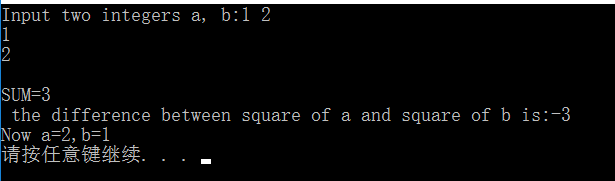 Input two integers a, b:1 2
1
2
SUM=3
the difference between square of a and square of b is:-3
Now a=2,b=1
请按任意键继续. . .